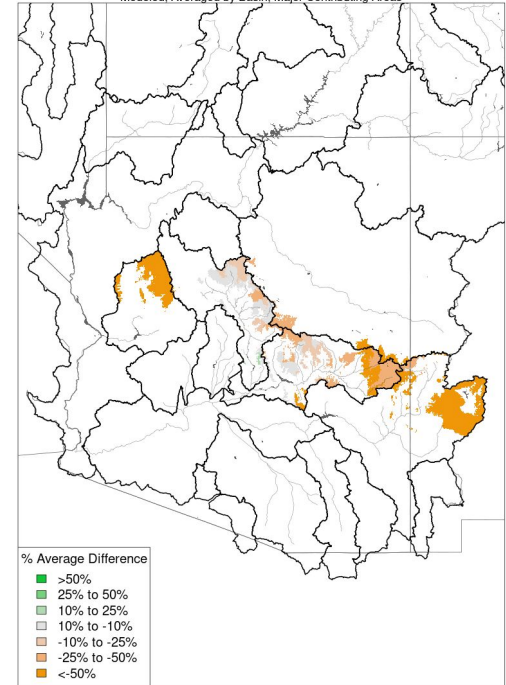 Modeled, Averaged by Basin, Major Contributing Areas
% Average Difference
>50%
25% to 50%
10% to 25%
10% to -10%
-10% to -25%
-25% to -50%
<-50%